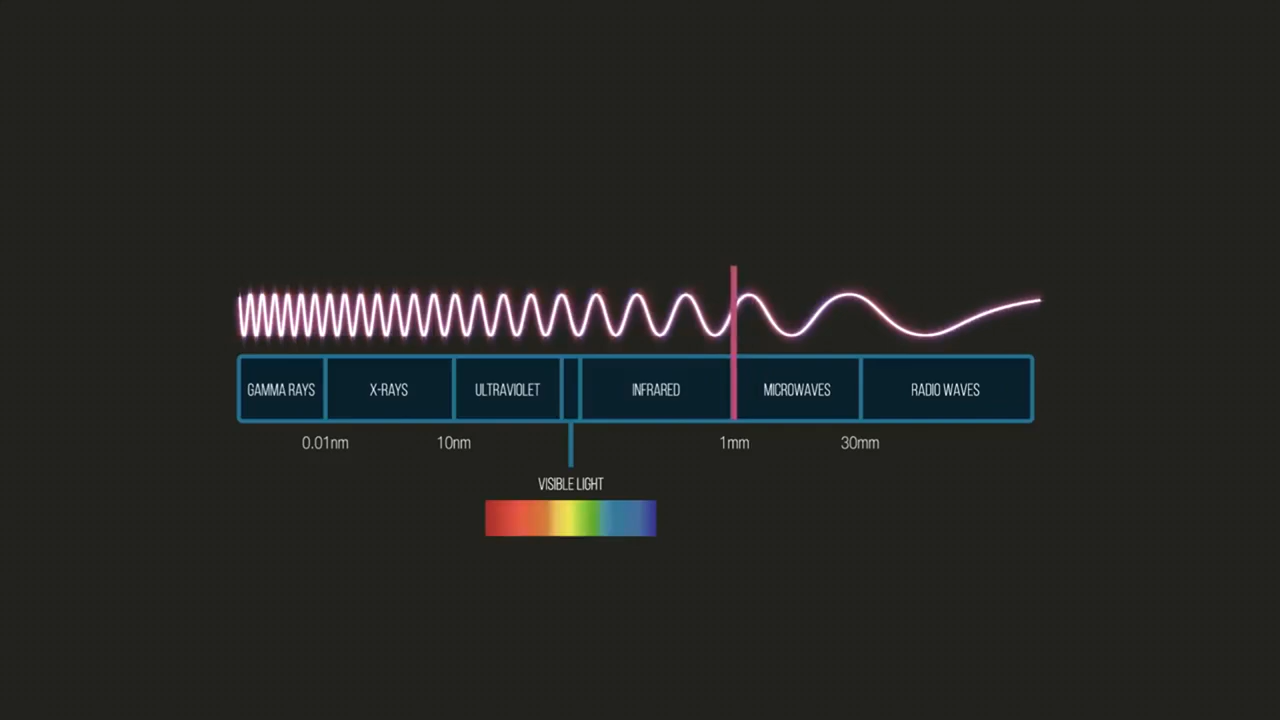 GAMMA RAYS
X-RAYS
ULTRAVIOLET
INFRARED
MICROWAVES
RADIO WAVES
0.01nm
10nm
1mm
30mm
VISIBLE LIGHT